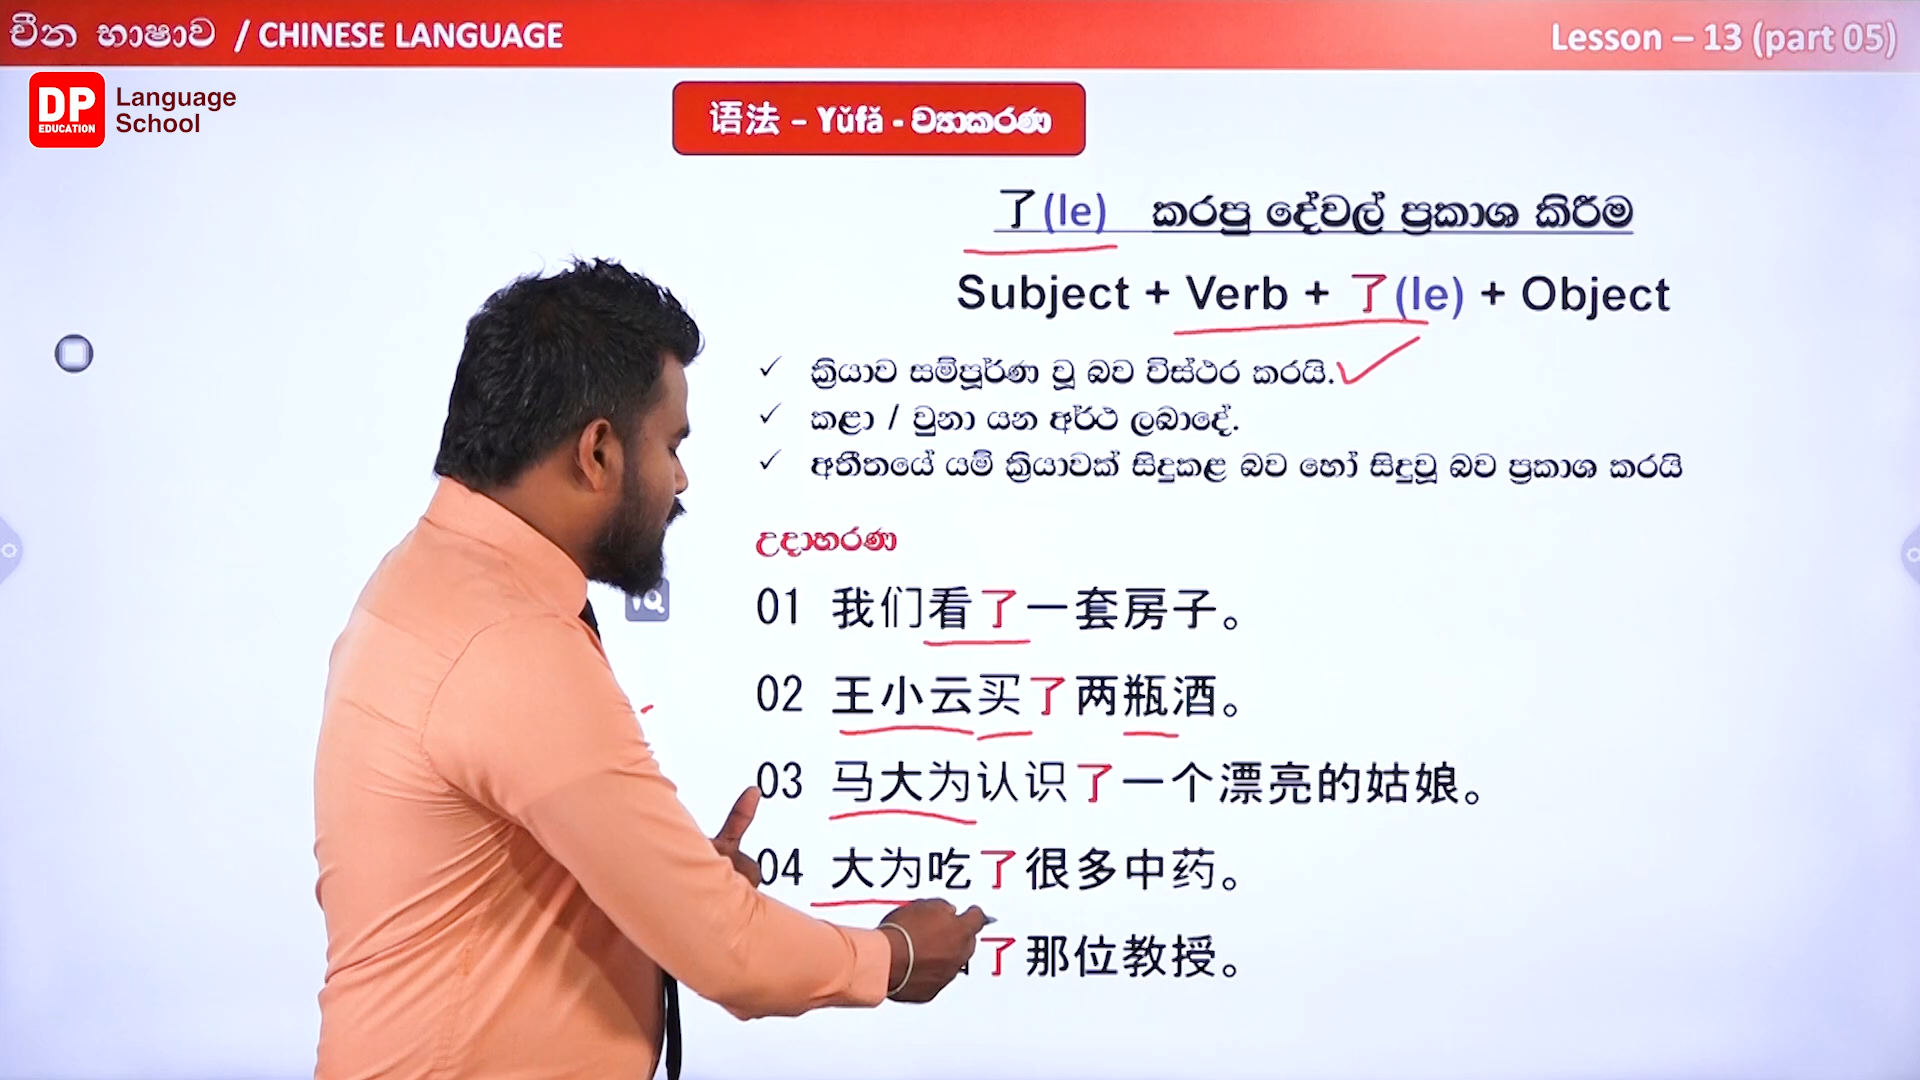 චීන භාෂාව / CHINESE LANGUAGE
Lesson – 13 (part 05)
DP EDUCATION
Language School
语法 – Yǔfǎ - ව්‍යාකරණ
了(le) කරපු දේවල් ප්‍රකාශ කිරීම
Subject + Verb + 了(le) + Object
✓ ක්‍රියාව සම්පූර්ණ වූ බව විස්ථර කරයි.
✓ කළා / වුනා යන අර්ථ ලබාදේ.
✓ අතීතයේ යම් ක්‍රියාවක් සිදුකළ බව හෝ සිදුවූ බව ප්‍රකාශ කරයි
උදාහරණ
01 我们看了一套房子。
02 王小云买了两瓶酒。
03 马大为认识了一个漂亮的姑娘。
04 大为吃了很多中药。
了那位教授。